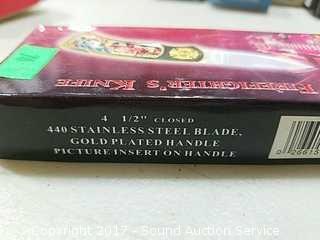 FIREFIGHTER'S KNIFE
4 1/2" CLOSED
440 STAINLESS STEEL BLADE,
GOLD PLATED HANDLE
PICTURE INSERT ON HANDLE
Copyright 2017 - Sound Auction Service